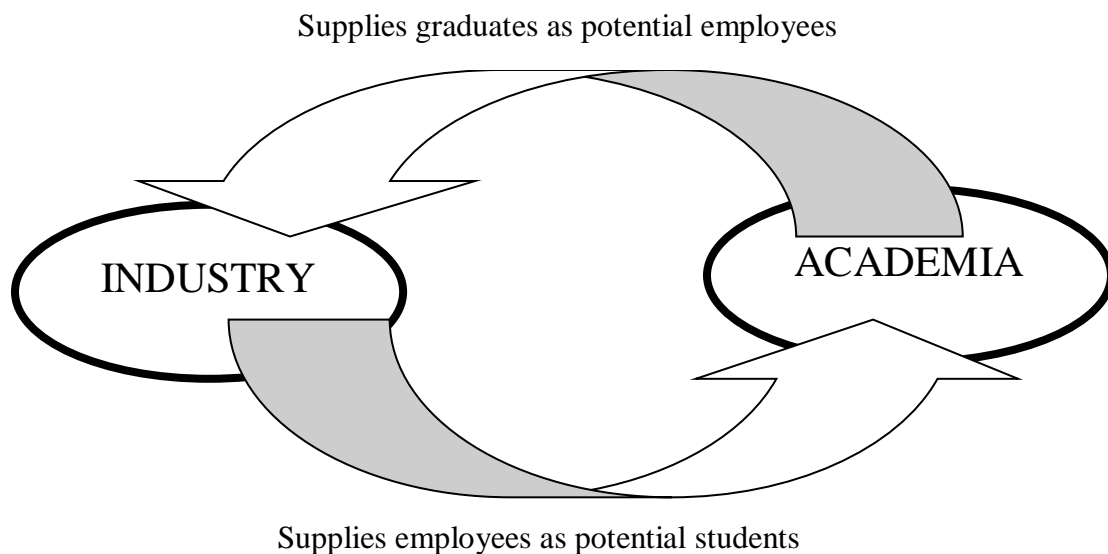 Supplies graduates as potential employees
INDUSTRY
ACADEMIA
Supplies employees as potential students